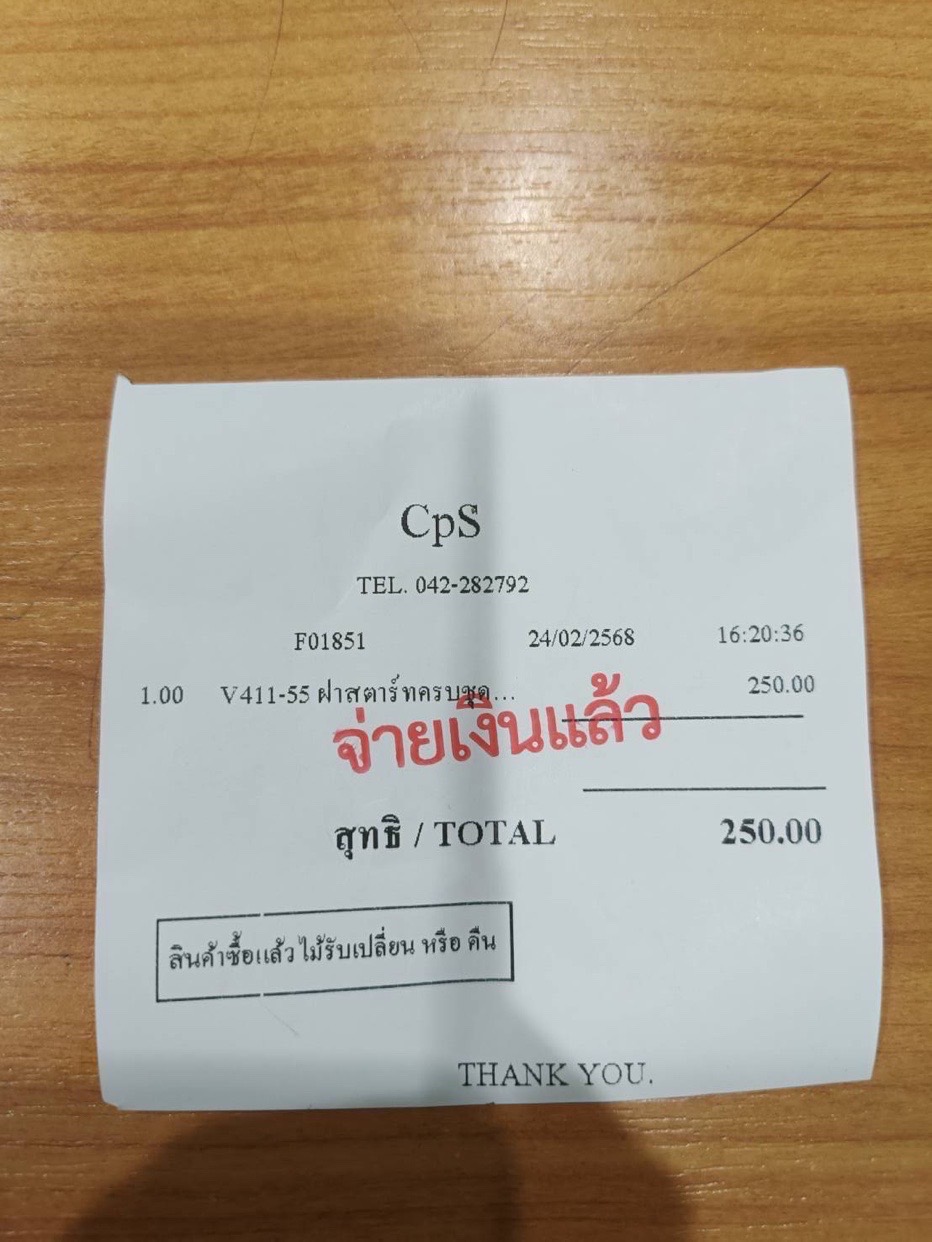 CpS
TEL. 042-282792
F01851 24/02/2568 16:20:36
1.00 V411-55 ฝาสตาร์ทครบชุด... 250.00
จ่ายเงินแล้ว
สุทธิ / TOTAL 250.00
สินค้าซื้อแล้ว ไม้รับเปลี่ยน หรือ คืน
THANK YOU.